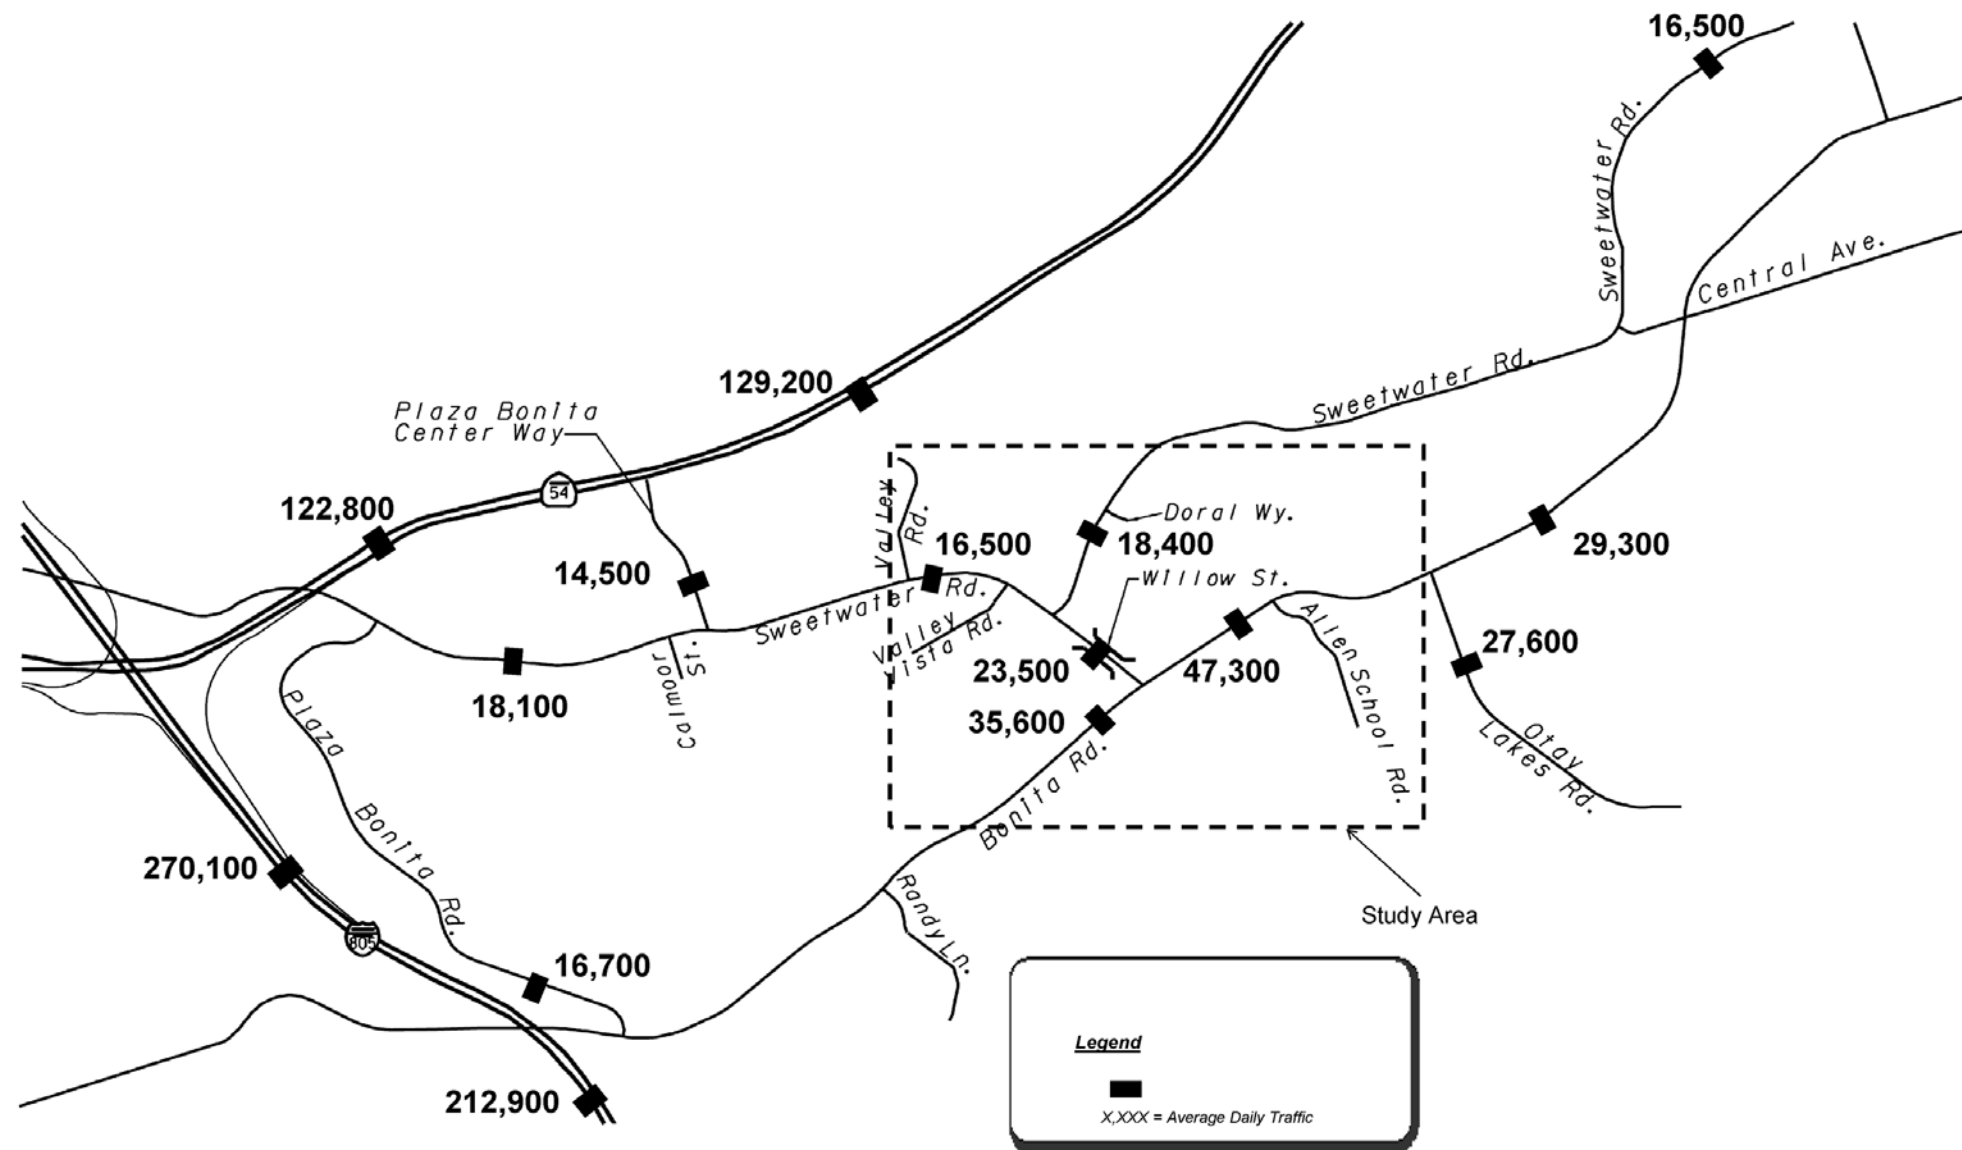 16,500
Sweetwater Rd.
Central Ave.
129,200
Sweetwater Rd.
Plaza Bonita
Center Way
54
122,800
Valley
Rd.
Doral Wy.
16,500
18,400
29,300
14,500
Willow St.
Sweetwater Rd.
Valley
Vista Rd.
Allen School Rd.
27,600
Calmoor
St.
23,500
47,300
18,100
35,600
Plaza Bonita Rd.
Otay
Lakes Rd.
Bonita Rd.
270,100
Randy Ln.
Study Area
805
16,700
Legend
212,900
X,XXX = Average Daily Traffic